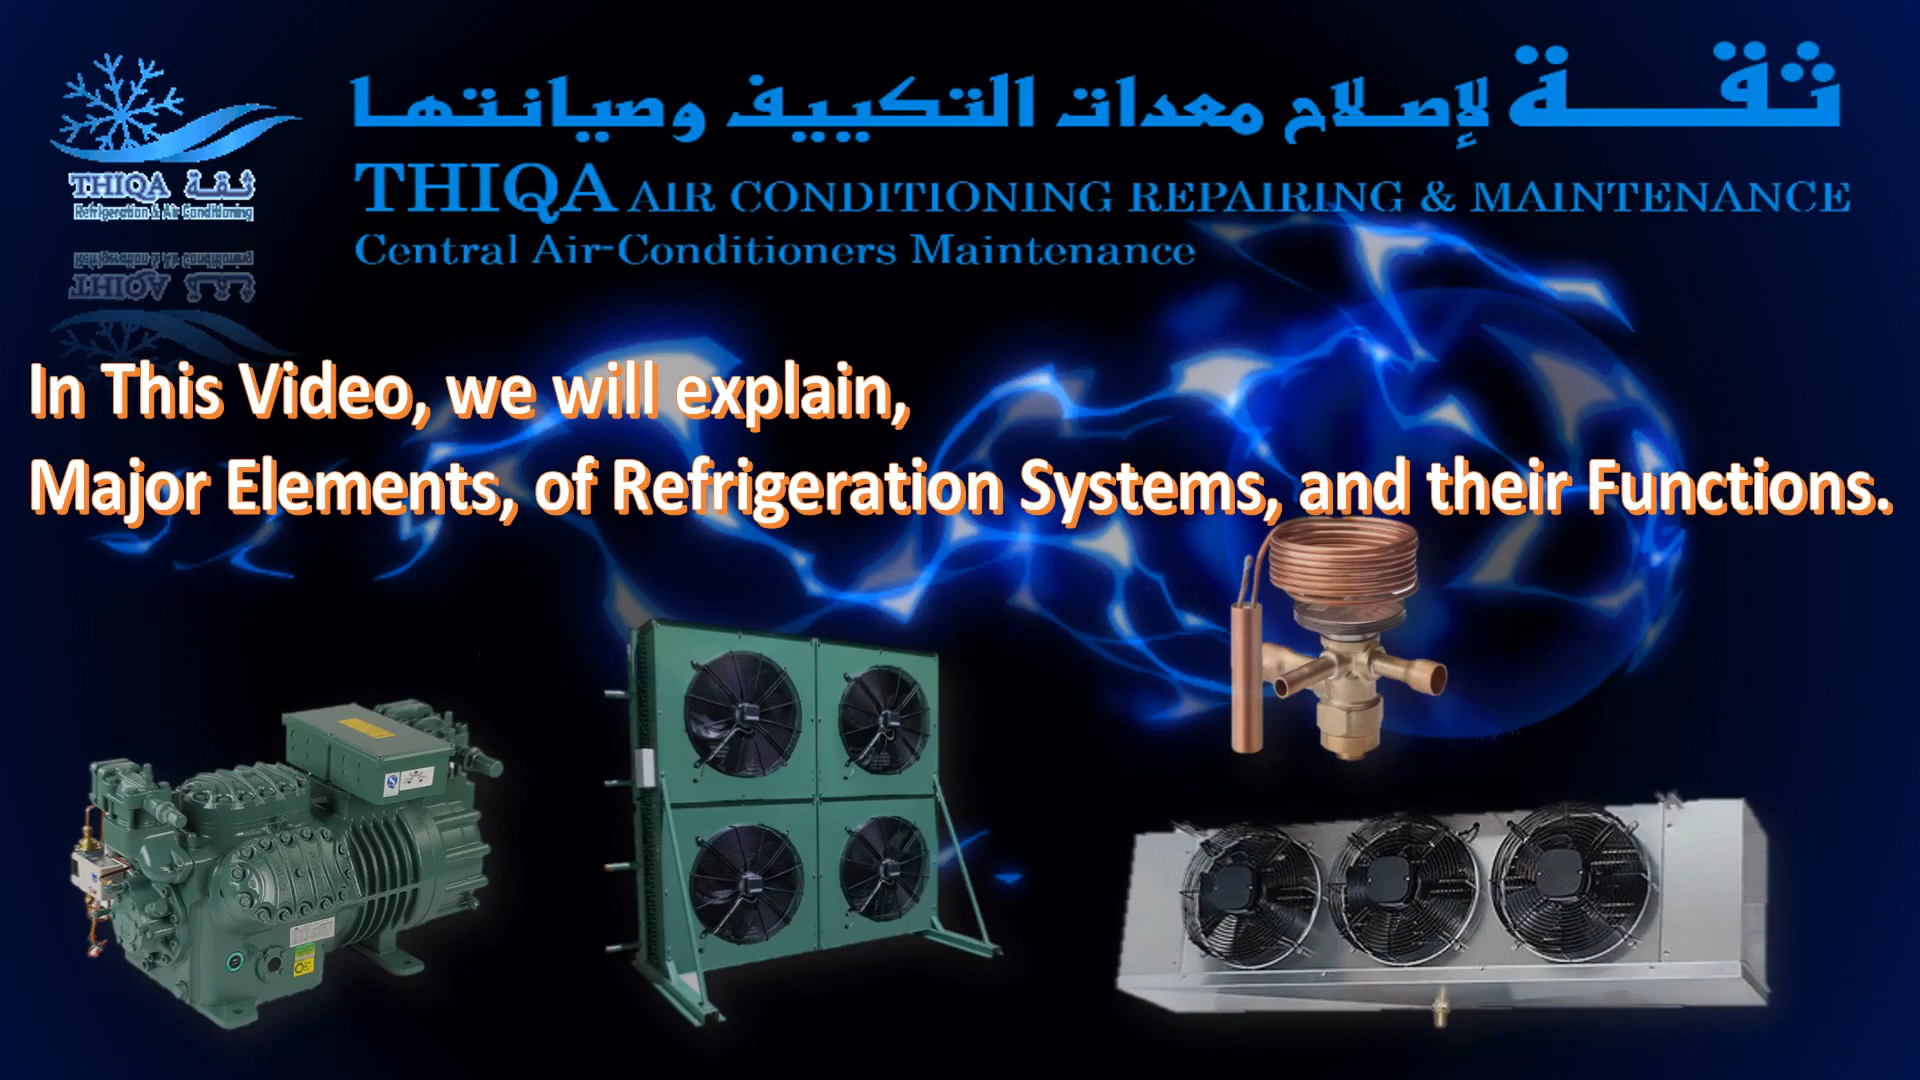 ثقة لإصلاح معدات التكييف وصيانتها
THIQA AIR CONDITIONING REPAIRING & MAINTENANCE
Central Air-Conditioners Maintenance
THIQA ثقة
Refrigeration & Air Conditioning
In This Video, we will explain,
Major Elements, of Refrigeration Systems, and their Functions.